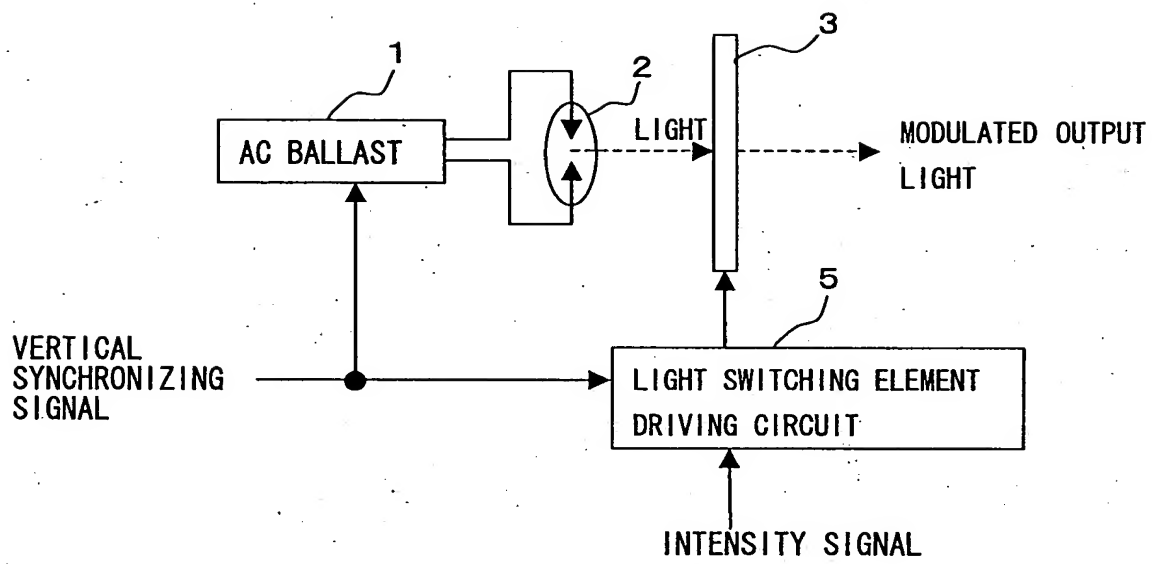 1
2
3
AC BALLAST
LIGHT
MODULATED OUTPUT
LIGHT
5
VERTICAL
SYNCHRONIZING
SIGNAL
LIGHT SWITCHING ELEMENT
DRIVING CIRCUIT
INTENSITY SIGNAL